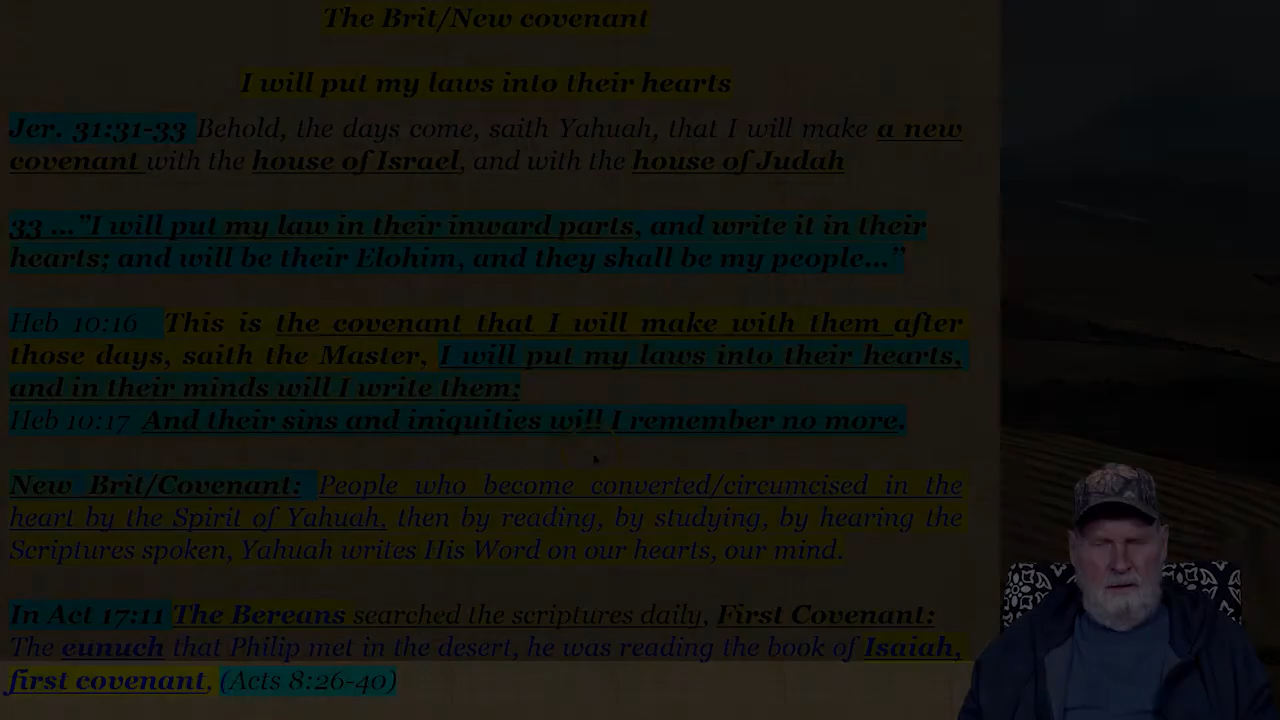 The Brit/New covenant
I will put my laws into their hearts
Jer. 31:31-33 Behold, the days come, saith Yahuah, that I will make a new
covenant with the house of Israel, and with the house of Judah
33 ...”I will put my law in their inward parts, and write it in their
hearts; and will be their Elohim, and they shall be my people...”
Heb 10:16 This is the covenant that I will make with them after
those days, saith the Master, I will put my laws into their hearts,
and in their minds will I write them;
Heb 10:17 And their sins and iniquities will I remember no more.
New Brit/Covenant: People who become converted/circumcised in the
heart by the Spirit of Yahuah, then by reading, by studying, by hearing the
Scriptures spoken, Yahuah writes His Word on our hearts, our mind.
In Act 17:11 The Bereans searched the scriptures daily, First Covenant:
The eunuch that Philip met in the desert, he was reading the book of Isaiah,
first covenant, (Acts 8:26-40)